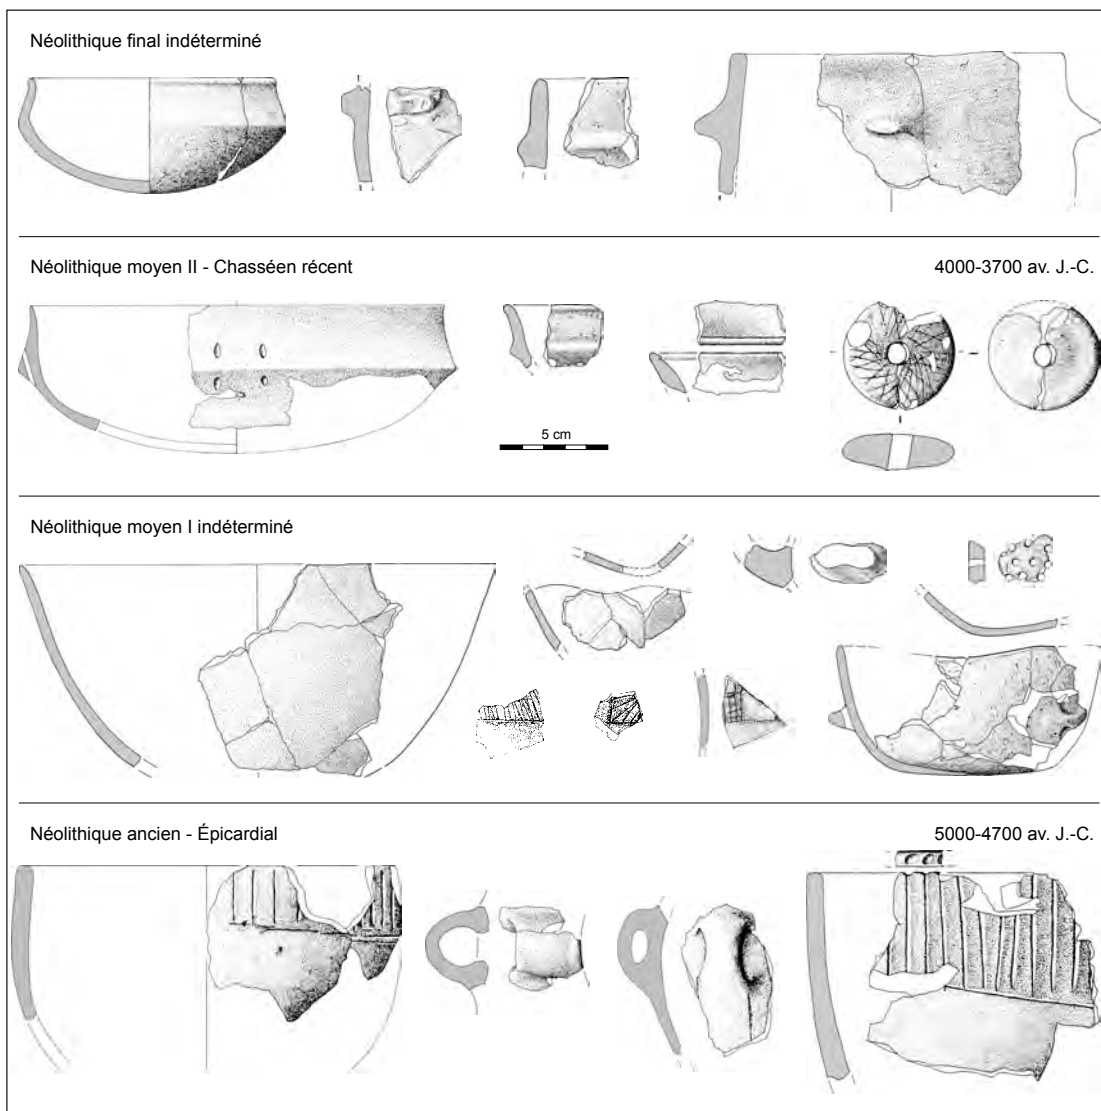 Néolithique final indéterminé
Néolithique moyen II - Chasséen récent
4000-3700 av. J.-C.
5 cm
Néolithique moyen I indéterminé
Néolithique ancien - Épicardial
5000-4700 av. J.-C.